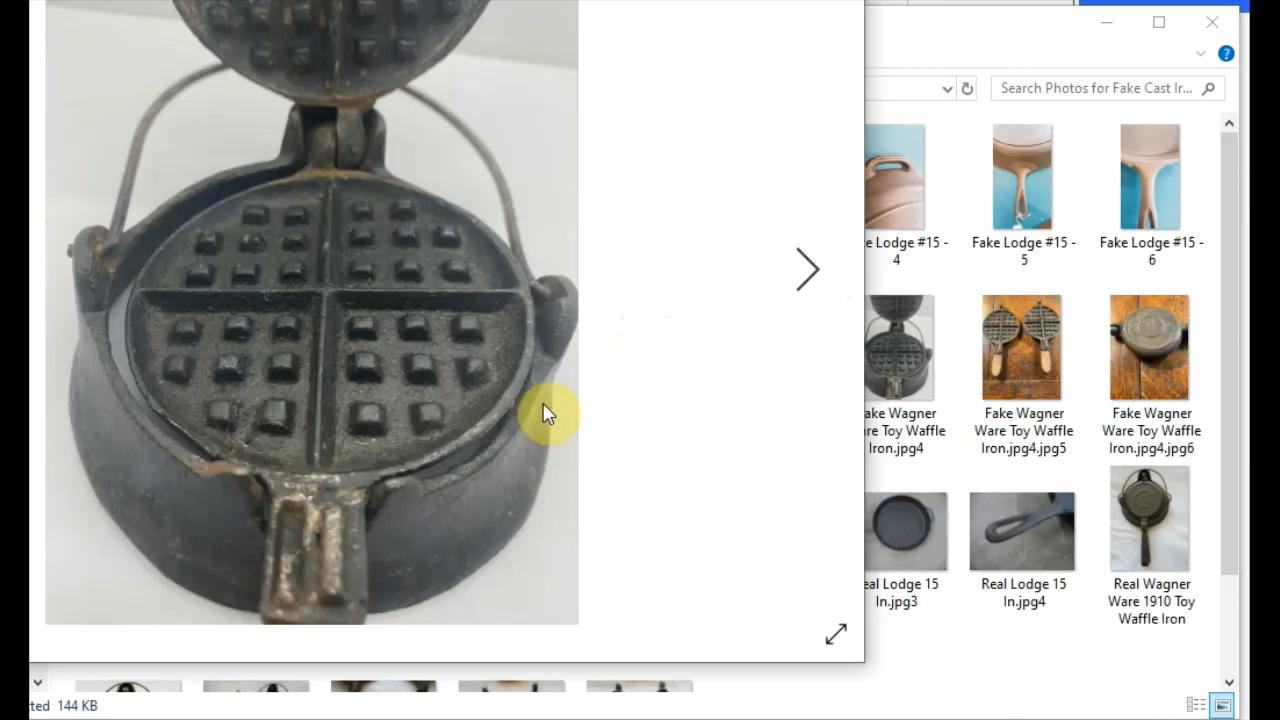 Search Photos for Fake Cast Ir...
e Lodge #15 -
4
Fake Lodge #15 -
5
Fake Lodge #15 -
6
ake Wagner
re Toy Waffle
Iron.jpg4
Fake Wagner
Ware Toy Waffle
Iron.jpg4.jpg5
Fake Wagner
Ware Toy Waffle
Iron.jpg4.jpg6
eal Lodge 15
In.jpg3
Real Lodge 15
In.jpg4
Real Wagner
Ware 1910 Toy
Waffle Iron
ted 144 KB